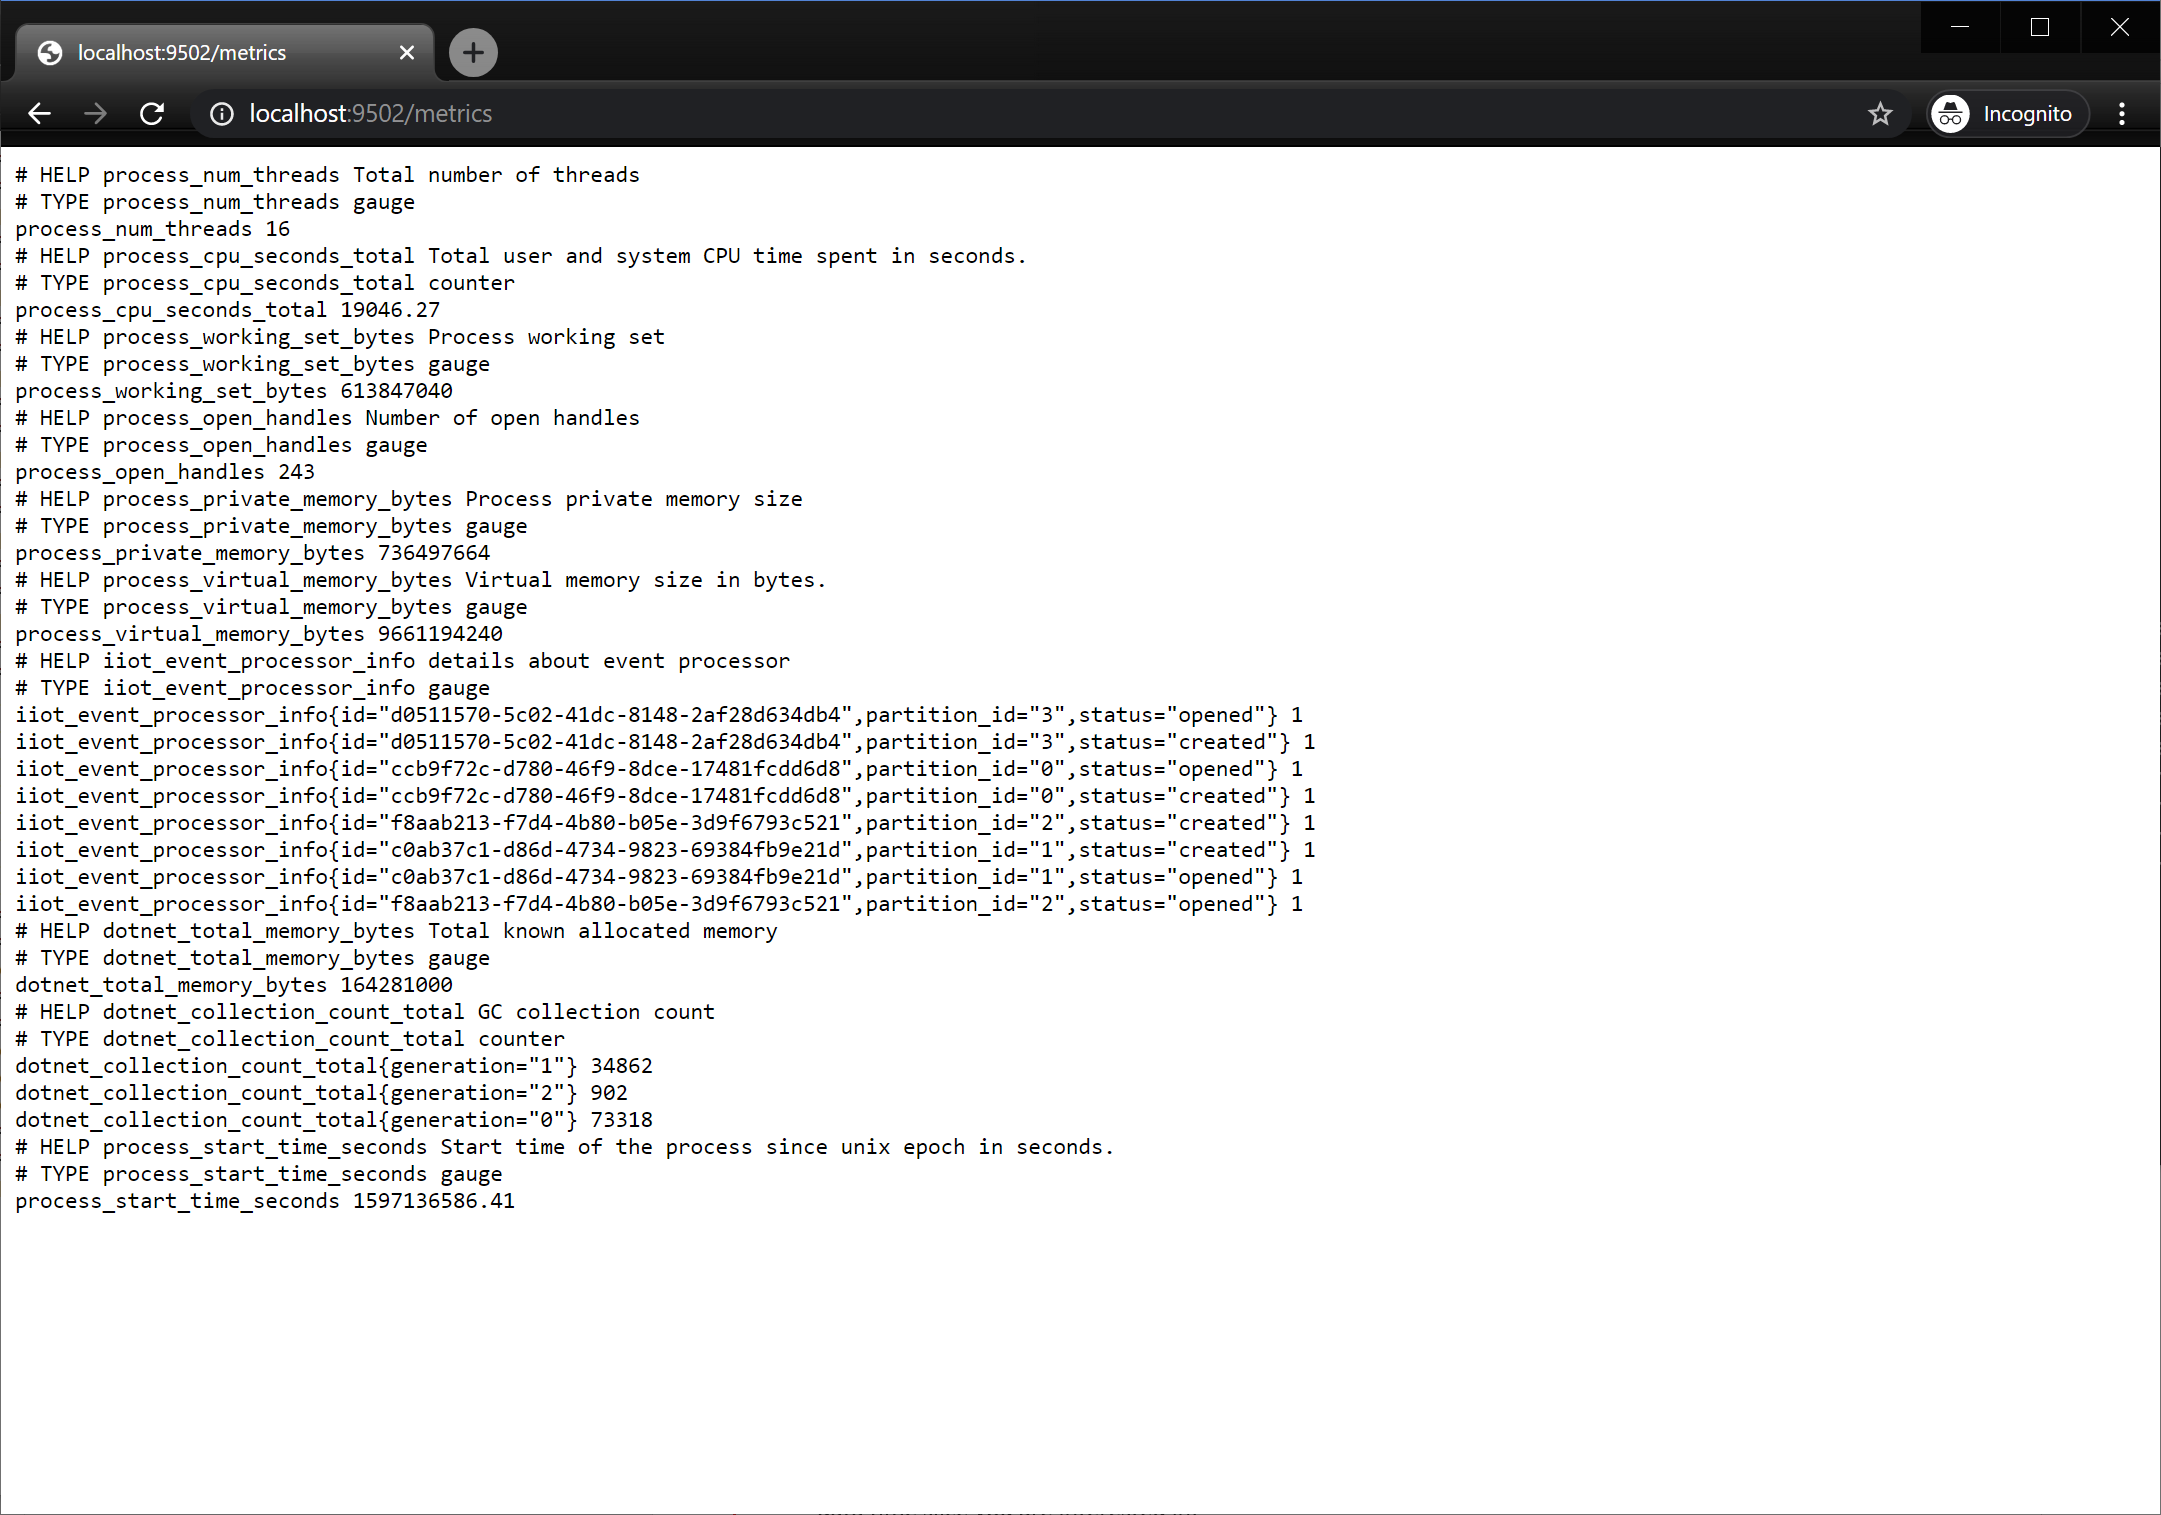 localhost:9502/metrics
localhost:9502/metrics
Incognito
# HELP process_num_threads Total number of threads
# TYPE process_num_threads gauge
process_num_threads 16
# HELP process_cpu_seconds_total Total user and system CPU time spent in seconds.
# TYPE process_cpu_seconds_total counter
process_cpu_seconds_total 19046.27
# HELP process_working_set_bytes Process working set
# TYPE process_working_set_bytes gauge
process_working_set_bytes 613847040
# HELP process_open_handles Number of open handles
# TYPE process_open_handles gauge
process_open_handles 243
# HELP process_private_memory_bytes Process private memory size
# TYPE process_private_memory_bytes gauge
process_private_memory_bytes 736497664
# HELP process_virtual_memory_bytes Virtual memory size in bytes.
# TYPE process_virtual_memory_bytes gauge
process_virtual_memory_bytes 9661194240
# HELP iiot_event_processor_info details about event processor
# TYPE iiot_event_processor_info gauge
iiot_event_processor_info{id="d0511570-5c02-41dc-8148-2af28d634db4",partition_id="3",status="opened"} 1
iiot_event_processor_info{id="d0511570-5c02-41dc-8148-2af28d634db4",partition_id="3",status="created"} 1
iiot_event_processor_info{id="ccb9f72c-d780-46f9-8dce-17481fcdd6d8",partition_id="0",status="opened"} 1
iiot_event_processor_info{id="ccb9f72c-d780-46f9-8dce-17481fcdd6d8",partition_id="0",status="created"} 1
iiot_event_processor_info{id="f8aab213-f7d4-4b80-b05e-3d9f6793c521",partition_id="2",status="created"} 1
iiot_event_processor_info{id="c0ab37c1-d86d-4734-9823-69384fb9e21d",partition_id="1",status="created"} 1
iiot_event_processor_info{id="c0ab37c1-d86d-4734-9823-69384fb9e21d",partition_id="1",status="opened"} 1
iiot_event_processor_info{id="f8aab213-f7d4-4b80-b05e-3d9f6793c521",partition_id="2",status="opened"} 1
# HELP dotnet_total_memory_bytes Total known allocated memory
# TYPE dotnet_total_memory_bytes gauge
dotnet_total_memory_bytes 164281000
# HELP dotnet_collection_count_total GC collection count
# TYPE dotnet_collection_count_total counter
dotnet_collection_count_total{generation="1"} 34862
dotnet_collection_count_total{generation="2"} 902
dotnet_collection_count_total{generation="0"} 73318
# HELP process_start_time_seconds Start time of the process since unix epoch in seconds.
# TYPE process_start_time_seconds gauge
process_start_time_seconds 1597136586.41